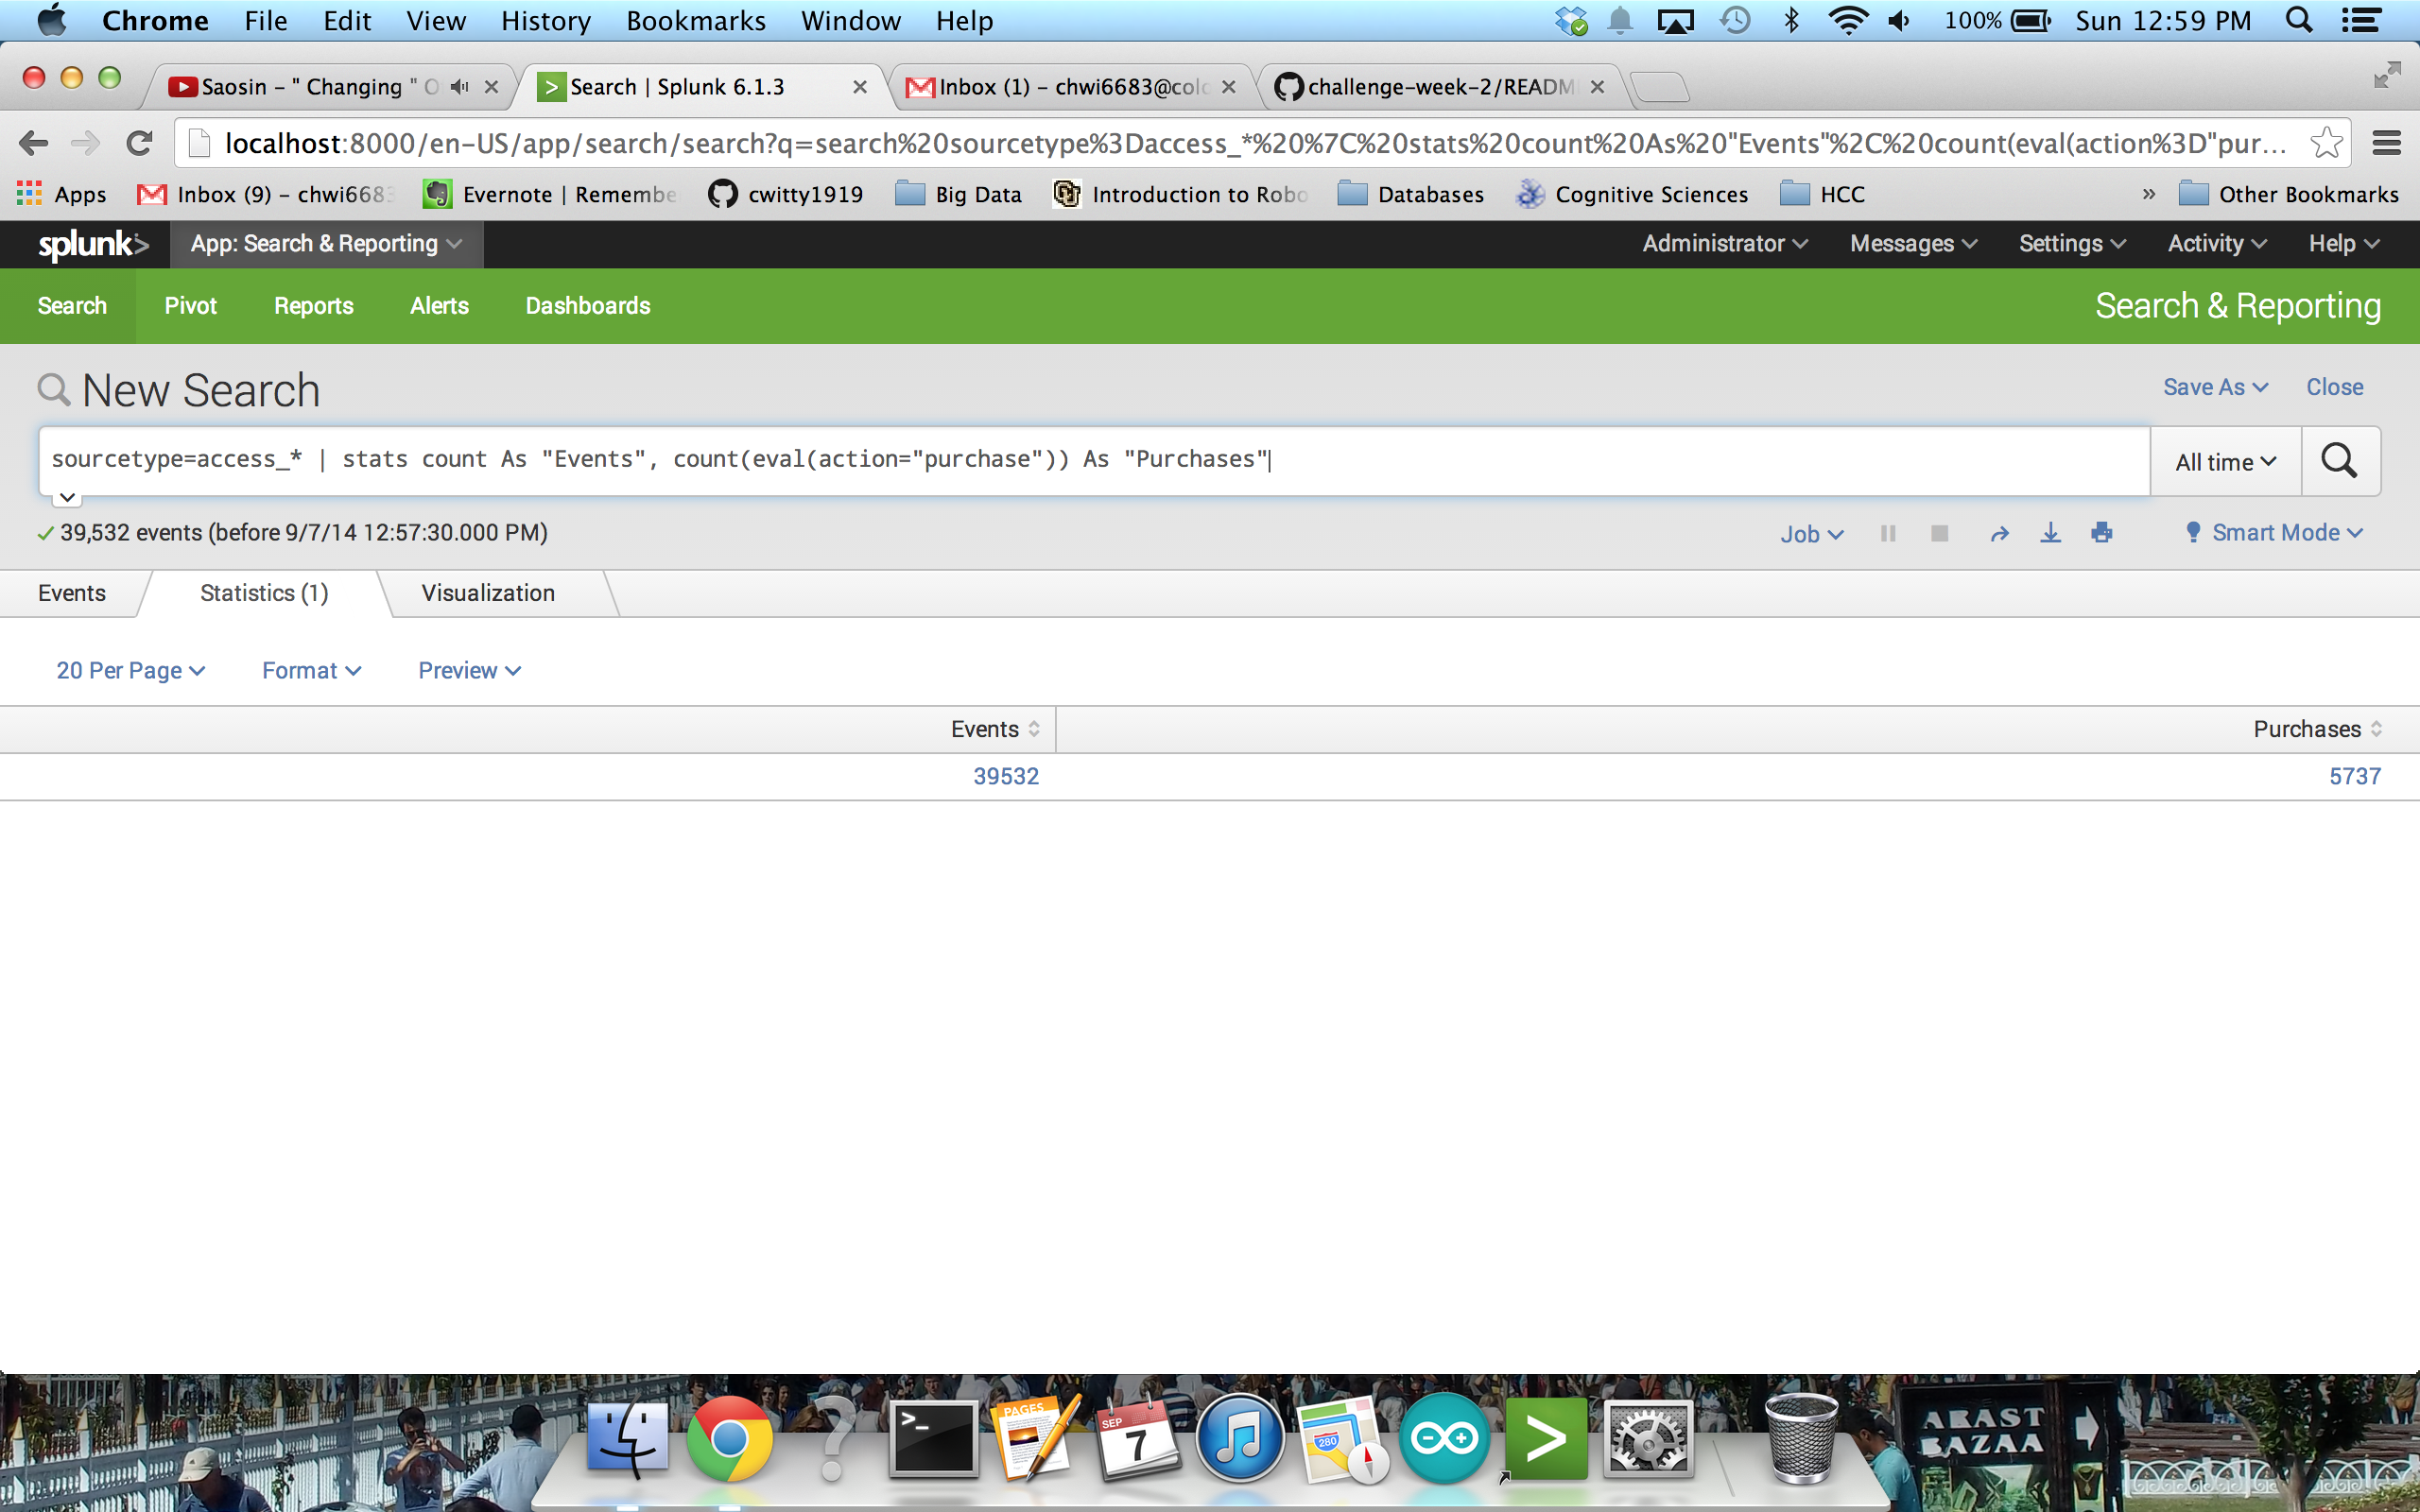 Chrome File Edit View History Bookmarks Window Help 100% Sun 12:59 PM
Saosin - " Changing " O Search | Splunk 6.1.3 Inbox (1) - chwi6683@colo challenge-week-2/READM
localhost:8000/en-US/app/search/search?q=search%20sourcetype%3Daccess_*%20%7C%20stats%20count%20As%20"Events"%2C%20count(eval(action%3D"pur...
Apps Inbox (9) - chwi6683 Evernote | Remembe cwitty1919 Big Data Introduction to Robo Databases Cognitive Sciences HCC » Other Bookmarks
splunk> App: Search & Reporting Administrator Messages Settings Activity Help
Search Pivot Reports Alerts Dashboards Search & Reporting
New Search Save As Close
sourcetype=access_* | stats count As "Events", count(eval(action="purchase")) As "Purchases" All time
39,532 events (before 9/7/14 12:57:30.000 PM) Job Smart Mode
Events Statistics (1) Visualization
20 Per Page Format Preview
Events Purchases
39532 5737
PAGES
SEP
7
280
ARAST
BAZAA